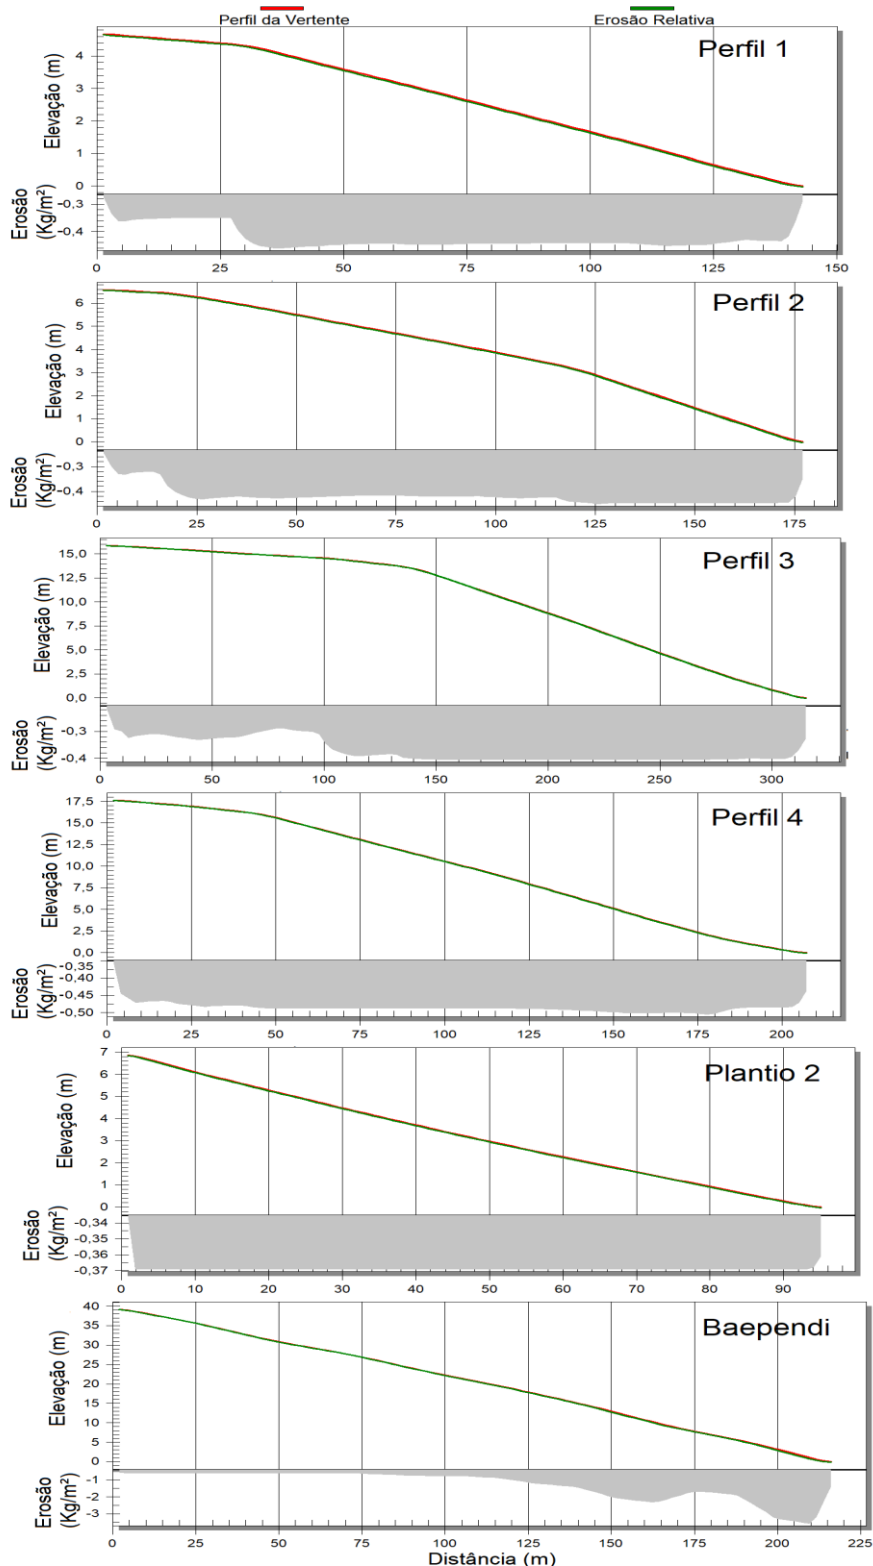 Perfil da Vertente Erosão Relativa
Perfil 1
Elevação (m)
4
3
2
1
0
Erosão
(Kg/m²)
-0.3
-0.4
0 25 50 75 100 125 150
Perfil 2
Elevação (m)
6
5
4
3
2
1
0
Erosão
(Kg/m²)
-0.3
-0.4
0 25 50 75 100 125 150 175
Perfil 3
Elevação (m)
15,0
12,5
10,0
7,5
5,0
2,5
0,0
Erosão
(Kg/m²)
-0.3
-0.4
50 100 150 200 250 300
Perfil 4
Elevação (m)
17,5
15,0
12,5
10,0
7,5
5,0
2,5
0,0
Erosão
(Kg/m²)
-0,35
-0,40
-0,45
-0,50
0 25 50 75 100 125 150 175 200
Plantio 2
Elevação (m)
7
6
5
4
3
2
1
0
Erosão
(Kg/m²)
-0,34
-0,35
-0,36
-0,37
0 10 20 30 40 50 60 70 80 90
Baependi
Elevação (m)
40
35
30
25
20
15
10
5
0
Erosão
(Kg/m²)
-1
-2
-3
0 25 50 75 100 125 150 175 200 225
Distância (m)